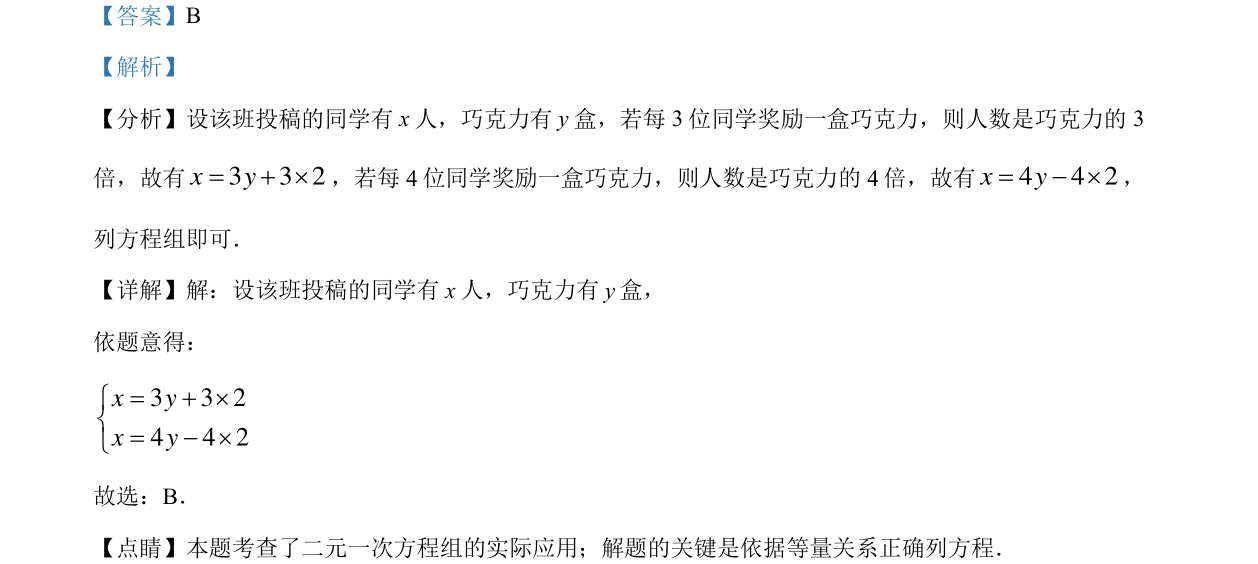 【答案】B
【解析】
【分析】设该班投稿的同学有 x 人，巧克力有 y 盒，若每 3 位同学奖励一盒巧克力，则人数是巧克力的 3
倍，故有 x=3y+3×2，若每 4 位同学奖励一盒巧克力，则人数是巧克力的 4 倍，故有 x=4y−4×2，
列方程组即可．
【详解】解：设该班投稿的同学有 x 人，巧克力有 y 盒，
依题意得：
x=3y+3×2
x=4y−4×2
故选：B．
【点睛】本题考查了二元一次方程组的实际应用；解题的关键是依据等量关系正确列方程．